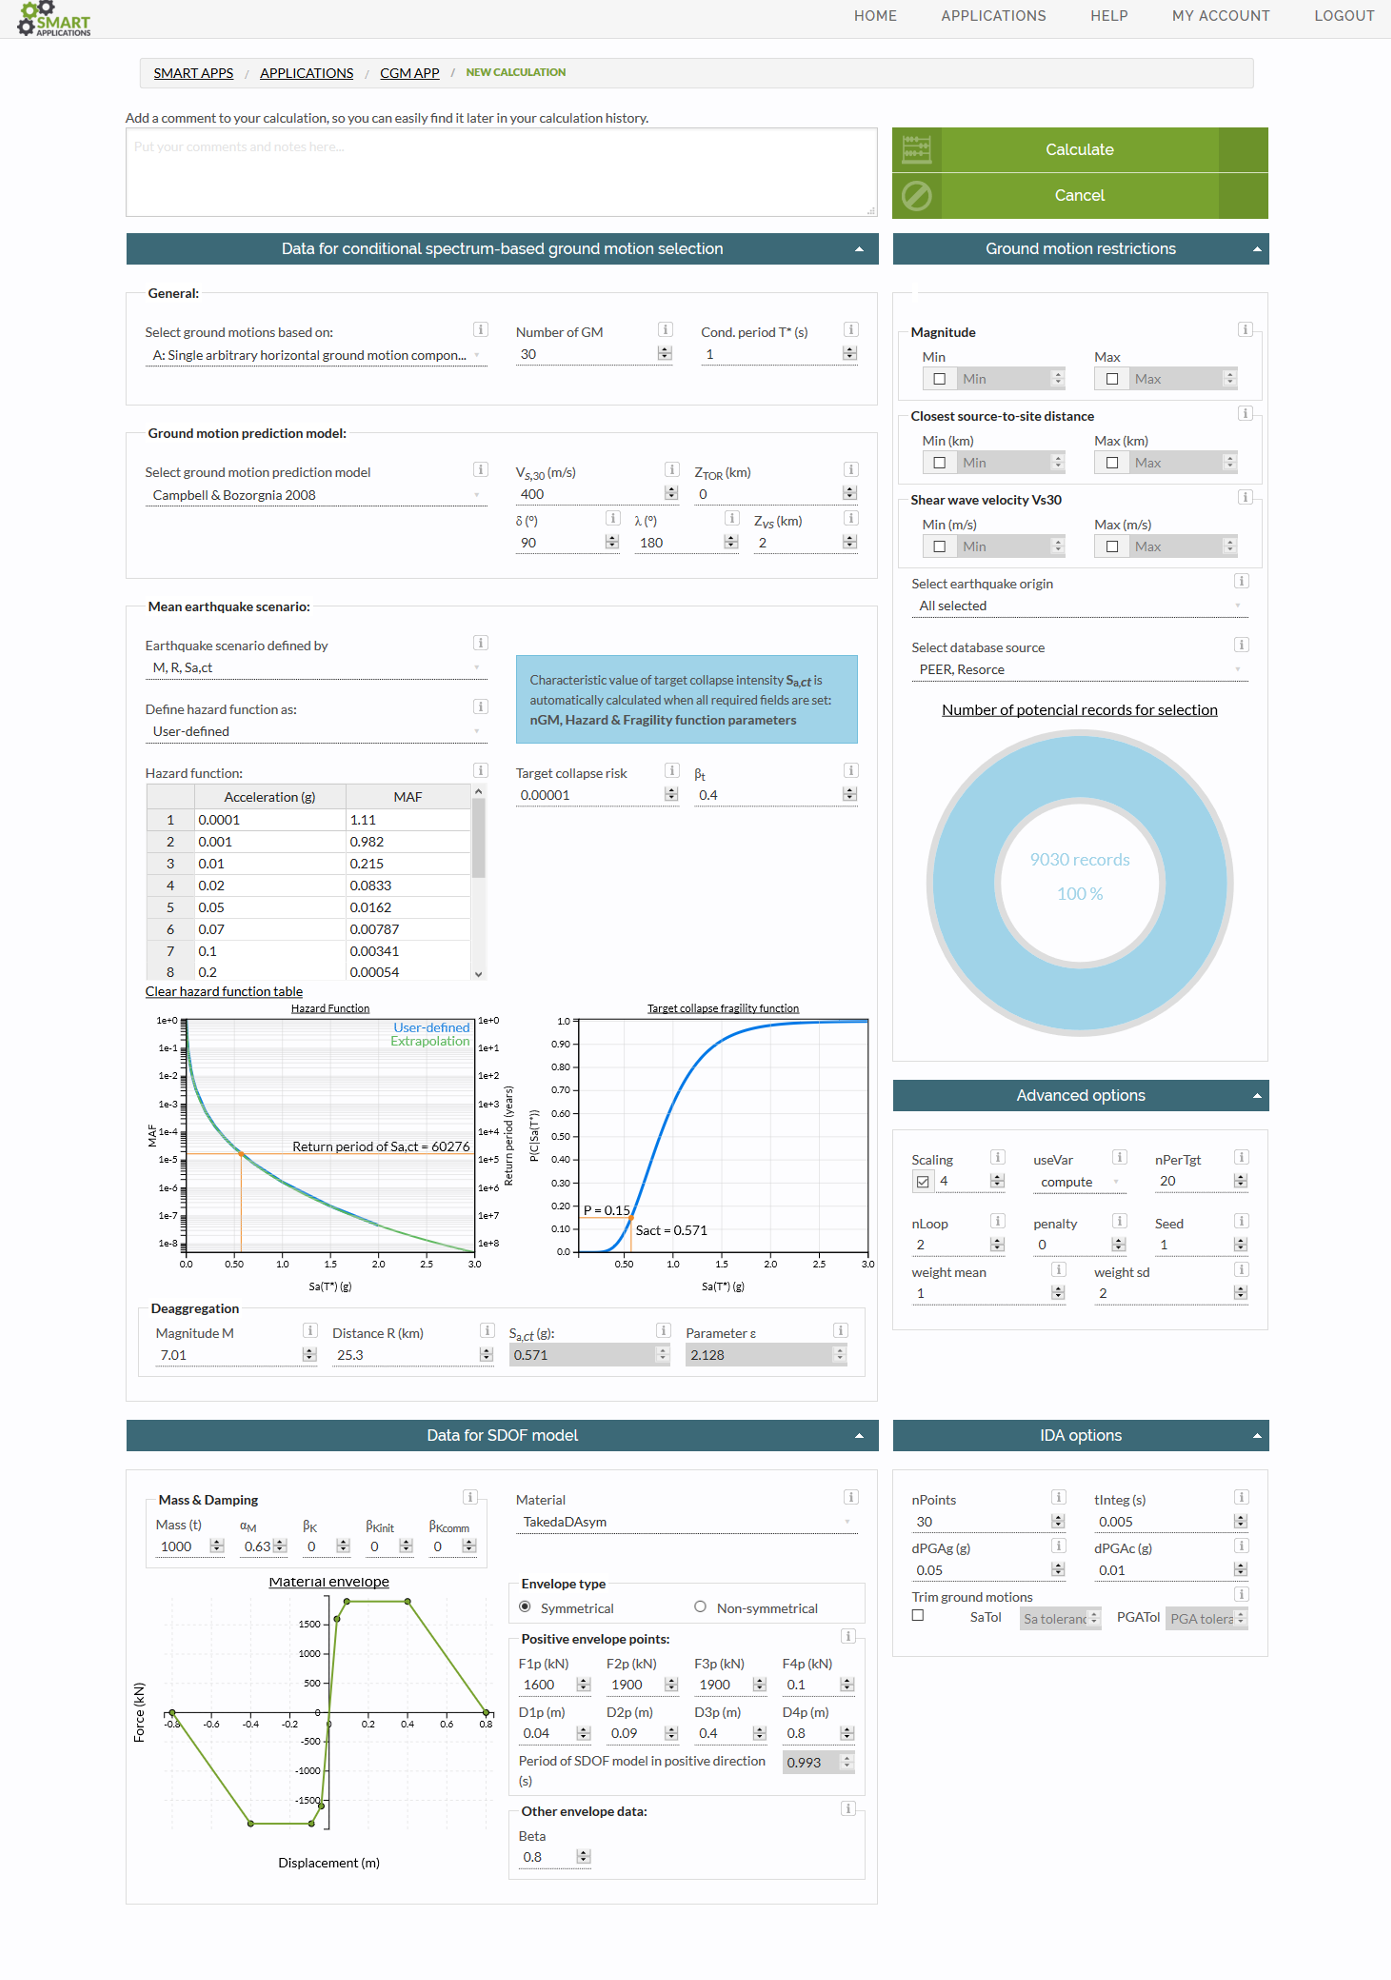 SMART
APPLICATIONS
HOME APPLICATIONS HELP MY ACCOUNT LOGOUT
SMART APPS / APPLICATIONS / CGM APP / NEW CALCULATION
Add a comment to your calculation, so you can easily find it later in your calculation history.
Put your comments and notes here...
Calculate
Cancel
Data for conditional spectrum-based ground motion selection
General:
Select ground motions based on: Number of GM Cond. period T* (s)
A: Single arbitrary horizontal ground motion compon... 30 1
Ground motion prediction model:
Select ground motion prediction model Vs,30 (m/s) ZTOR (km)
Campbell & Bozorgnia 2008 400 0
δ (°) λ (°) ZVS (km)
90 180 2
Mean earthquake scenario:
Earthquake scenario defined by
M, R, Sa,ct
Characteristic value of target collapse intensity Sa,ct is
automatically calculated when all required fields are set:
nGM, Hazard & Fragility function parameters
Define hazard function as:
User-defined
Hazard function: Target collapse risk βt
0.00001 0.4
Acceleration (g) MAF
1 0.0001 1.11
2 0.001 0.982
3 0.01 0.215
4 0.02 0.0833
5 0.05 0.0162
6 0.07 0.00787
7 0.1 0.00341
8 0.2 0.00054
Clear hazard function table
Hazard Function
User-defined
Extrapolation
1e+0
1e-1
1e-2
1e-3
1e-4
1e-5
1e-6
1e-7
1e-8
MAF
Return period of Sa,ct = 60276
1e+0
1e+1
1e+2
1e+3
1e+4
1e+5
1e+6
1e+7
1e+8
Return period (years)
0.0 0.50 1.0 1.50 2.0 2.5 3.0
Sa(T*) (g)
Target collapse fragility function
1.0
0.90
0.80
0.70
0.60
0.50
0.40
0.30
0.20
0.10
0.0
P(C|Sa(T*))
P = 0.15
Sact = 0.571
0.50 1.0 1.5 2.0 2.5 3.0
Sa(T*) (g)
Deaggregation
Magnitude M Distance R (km) Sa,ct (g): Parameter ε
7.01 25.3 0.571 2.128
Ground motion restrictions
Magnitude
Min Max
Min Max
Closest source-to-site distance
Min (km) Max (km)
Min Max
Shear wave velocity Vs30
Min (m/s) Max (m/s)
Min Max
Select earthquake origin
All selected
Select database source
PEER, Resorce
Number of potencial records for selection
9030 records
100 %
Advanced options
Scaling useVar nPerTgt
4 compute 20
nLoop penalty Seed
2 0 1
weight mean weight sd
1 2
Data for SDOF model
Mass & Damping
Mass (t) αM βK βKinit βKcomm
1000 0.63 0 0 0
Material
TakedaDAsym
Material envelope
1500
1000
500
0
-500
-1000
-1500
Force (kN)
-0.8 -0.6 -0.4 -0.2 0 0.2 0.4 0.6 0.8
Displacement (m)
Envelope type
Symmetrical Non-symmetrical
Positive envelope points:
F1p (kN) F2p (kN) F3p (kN) F4p (kN)
1600 1900 1900 0.1
D1p (m) D2p (m) D3p (m) D4p (m)
0.04 0.09 0.4 0.8
Period of SDOF model in positive direction 0.993
(s)
Other envelope data:
Beta
0.8
IDA options
nPoints tInteg (s)
30 0.005
dPGAg (g) dPGAc (g)
0.05 0.01
Trim ground motions
SaTol Sa toleranc PGATol PGA tolera